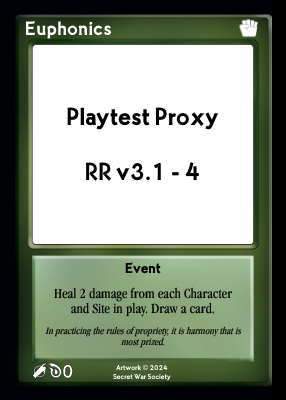 Euphonics
Playtest Proxy
RR v3.1 - 4
Event
Heal 2 damage from each Character
and Site in play. Draw a card.
In practicing the rules of propriety, it is harmony that is
most prized.
0
Artwork © 2024
Secret War Society